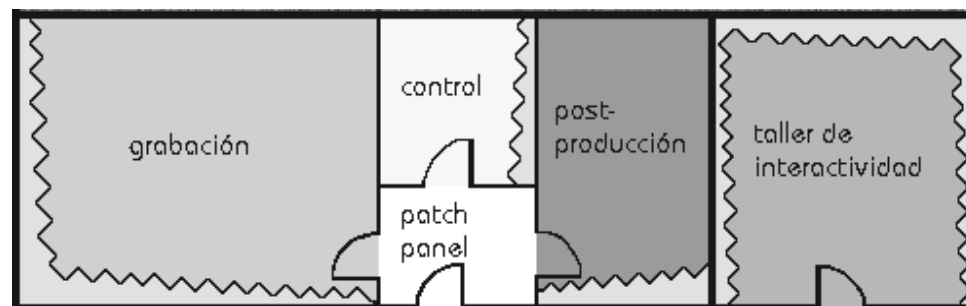 grabación
control
patch
panel
post-
producción
taller de
interactividad